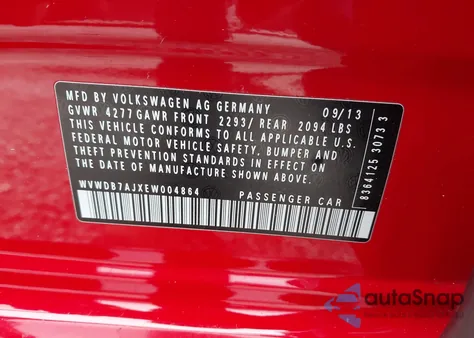 MFD BY VOLKSWAGEN AG GERMANY 09/13
GVWR 4277 GAWR FRONT 2293/ REAR 2094 LBS
THIS VEHICLE CONFORMS TO ALL APPLICABLE U.S.
FEDERAL MOTOR VEHICLE SAFETY, BUMPER AND
THEFT PREVENTION STANDARDS IN EFFECT ON THE
DATE OF MANUFACTURE SHOWN ABOVE.
WVWDB7AJXEW004864 PASSENGER CAR
8364125 3073 3
autoSnap